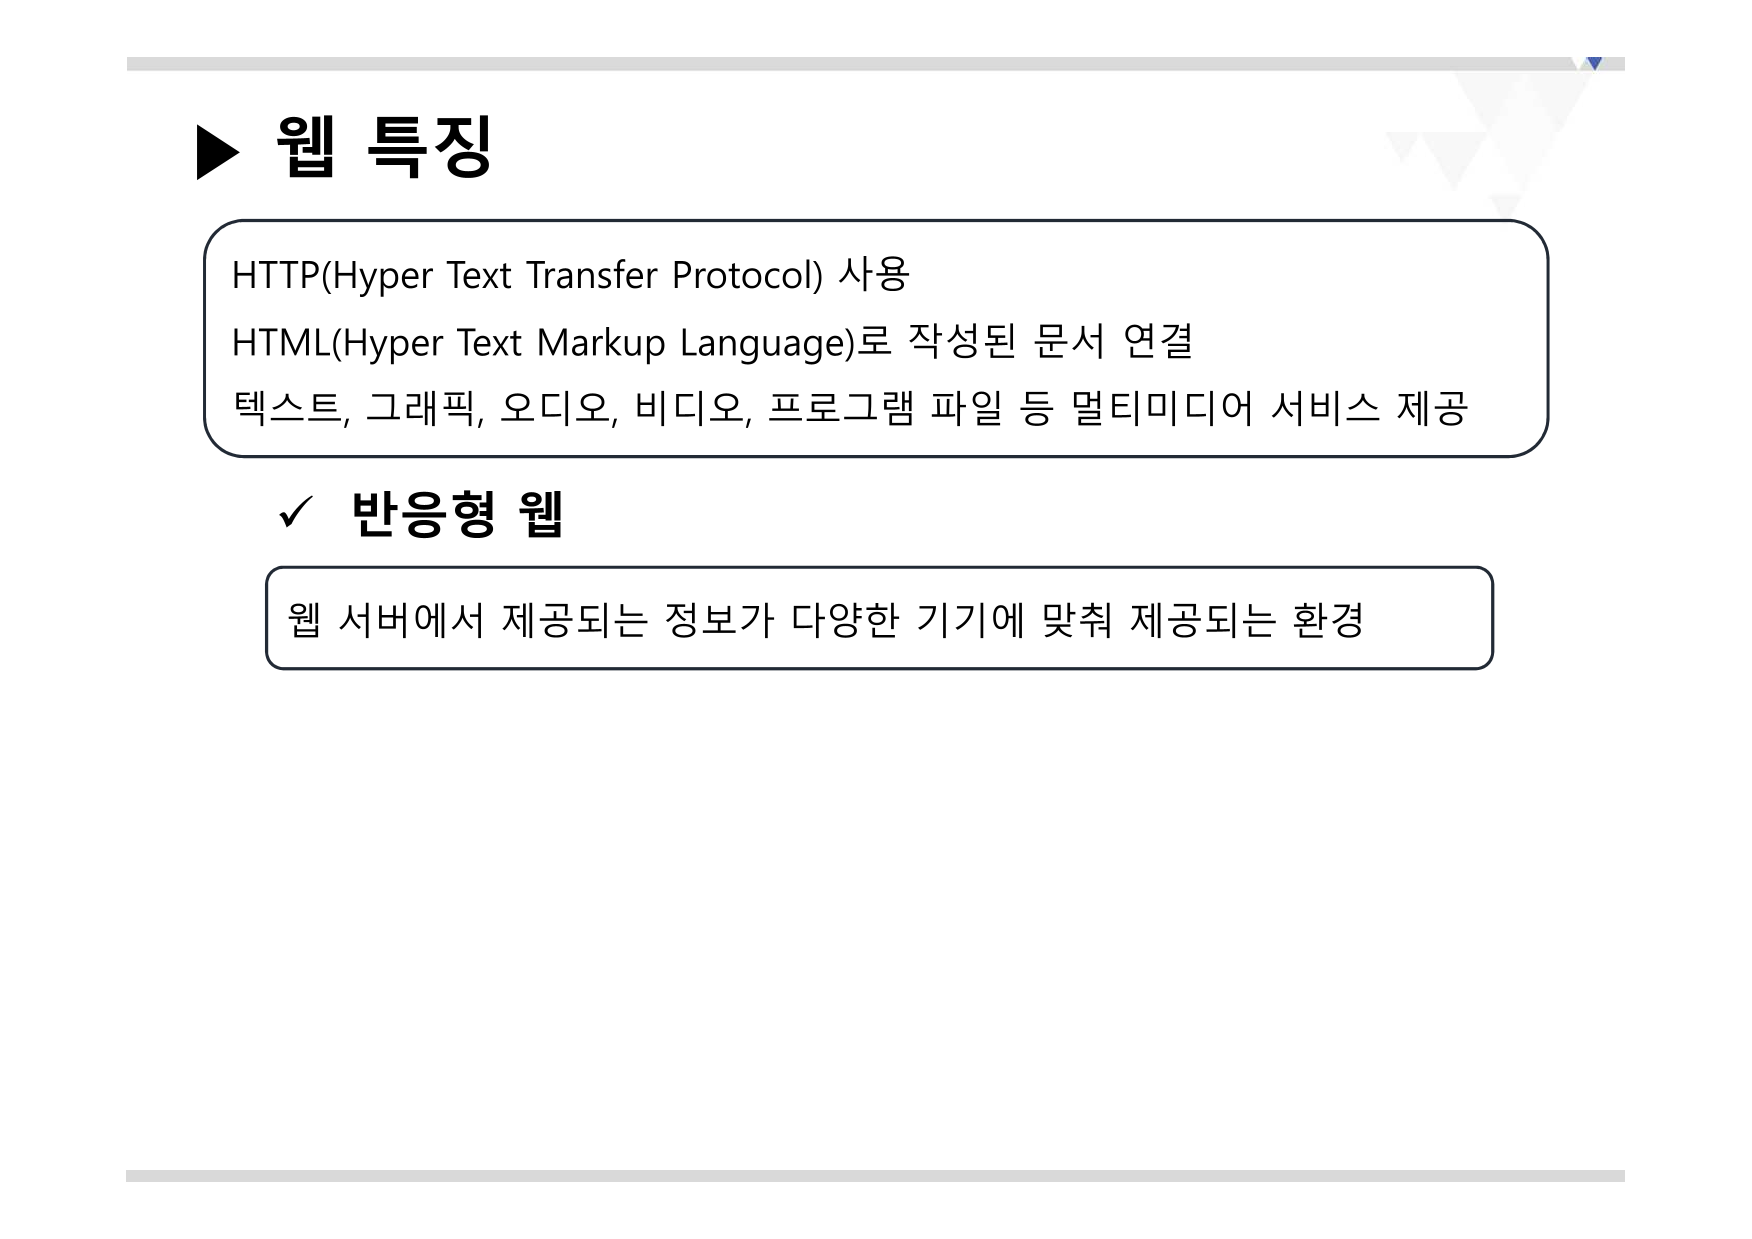 ▶ 웹 특징
HTTP(Hyper Text Transfer Protocol) 사용
HTML(Hyper Text Markup Language)로 작성된 문서 연결
텍스트, 그래픽, 오디오, 비디오, 프로그램 파일 등 멀티미디어 서비스 제공
✓ 반응형 웹
웹 서버에서 제공되는 정보가 다양한 기기에 맞춰 제공되는 환경